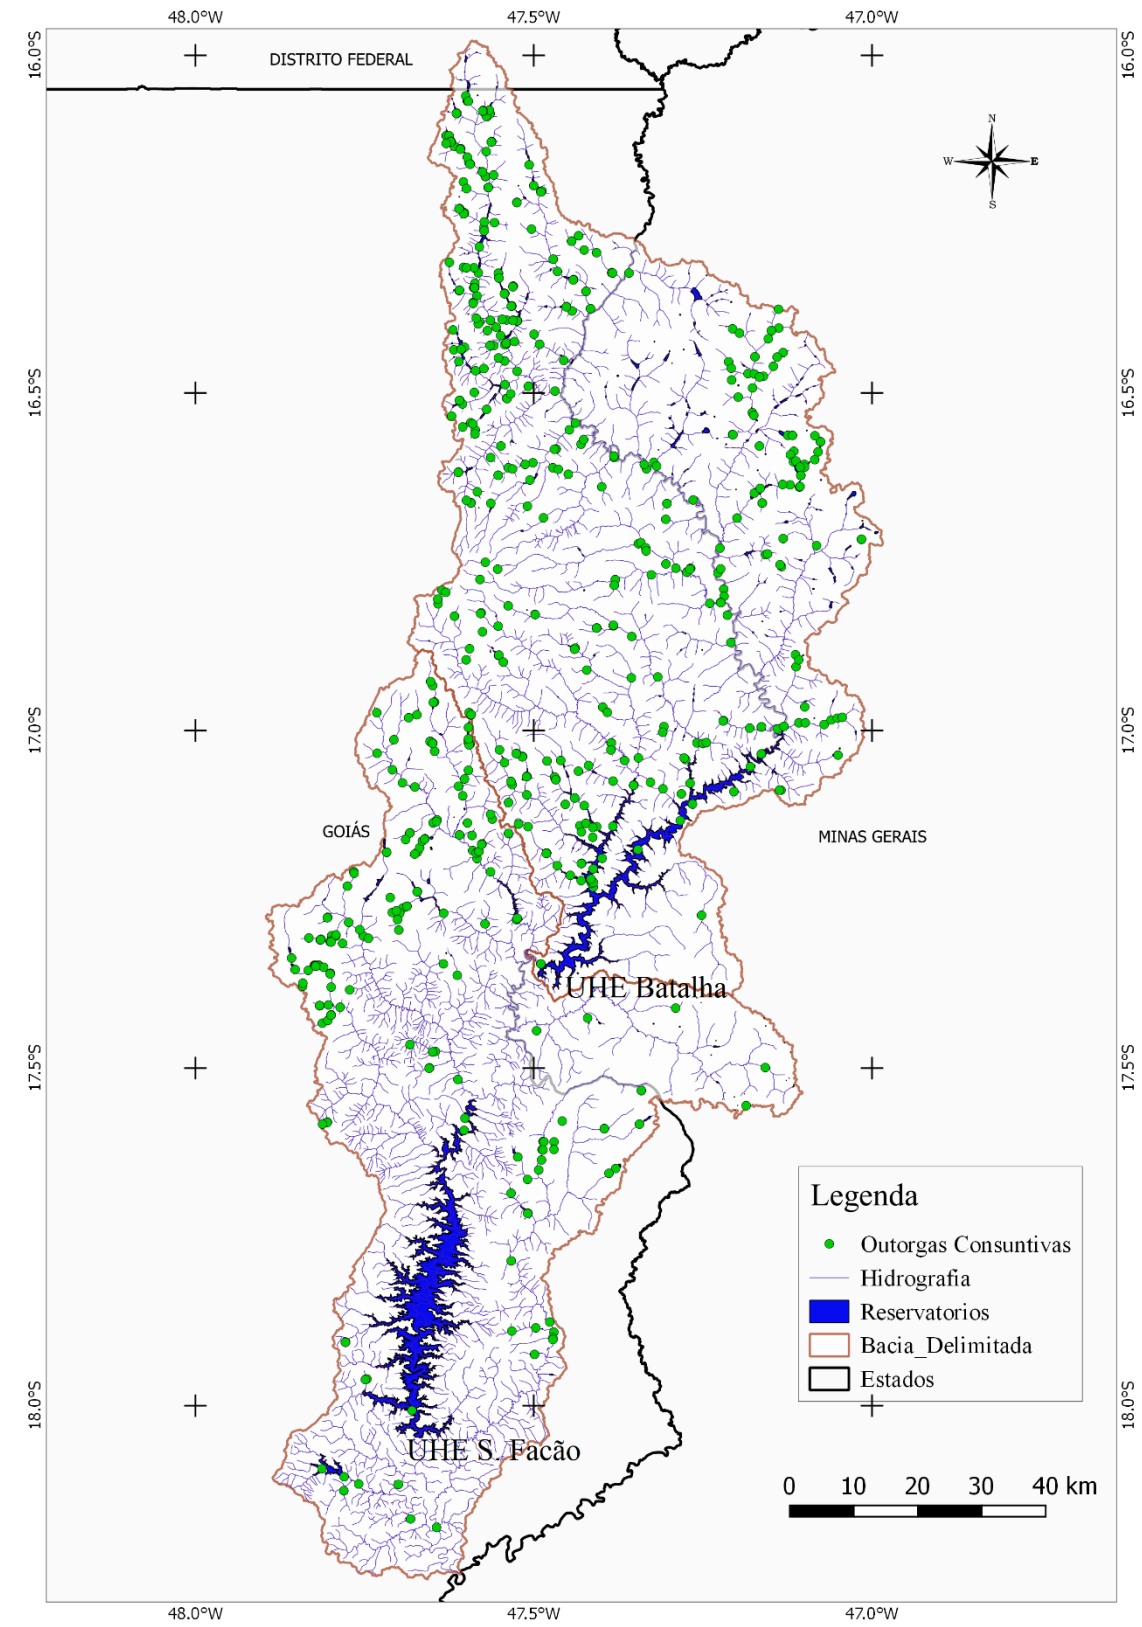 48.0°W 47.5°W 47.0°W
16.0°S 16.0°S
DISTRITO FEDERAL
N
W E
S
16.5°S 16.5°S
17.0°S 17.0°S
GOIÁS
MINAS GERAIS
UHE Batalha
17.5°S 17.5°S
Legenda
Outorgas Consuntivas
Hidrografia
Reservatorios
Bacia_Delimitada
Estados
18.0°S 18.0°S
UHE S. Facão
0 10 20 30 40 km
48.0°W 47.5°W 47.0°W